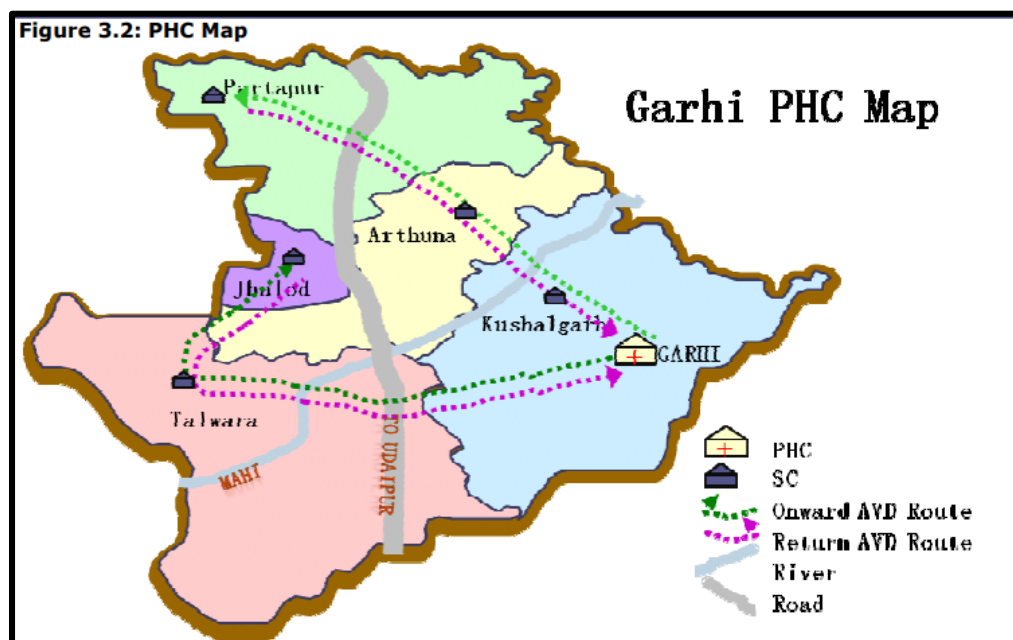 Figure 3.2: PHC Map
Garhi PHC Map
Partapur
Arthuna
Jhulod
Kushalgarh
GARHI
Talwara
MAHI
TO UDAIPUR
PHC
SC
Onward AVD Route
Return AVD Route
River
Road